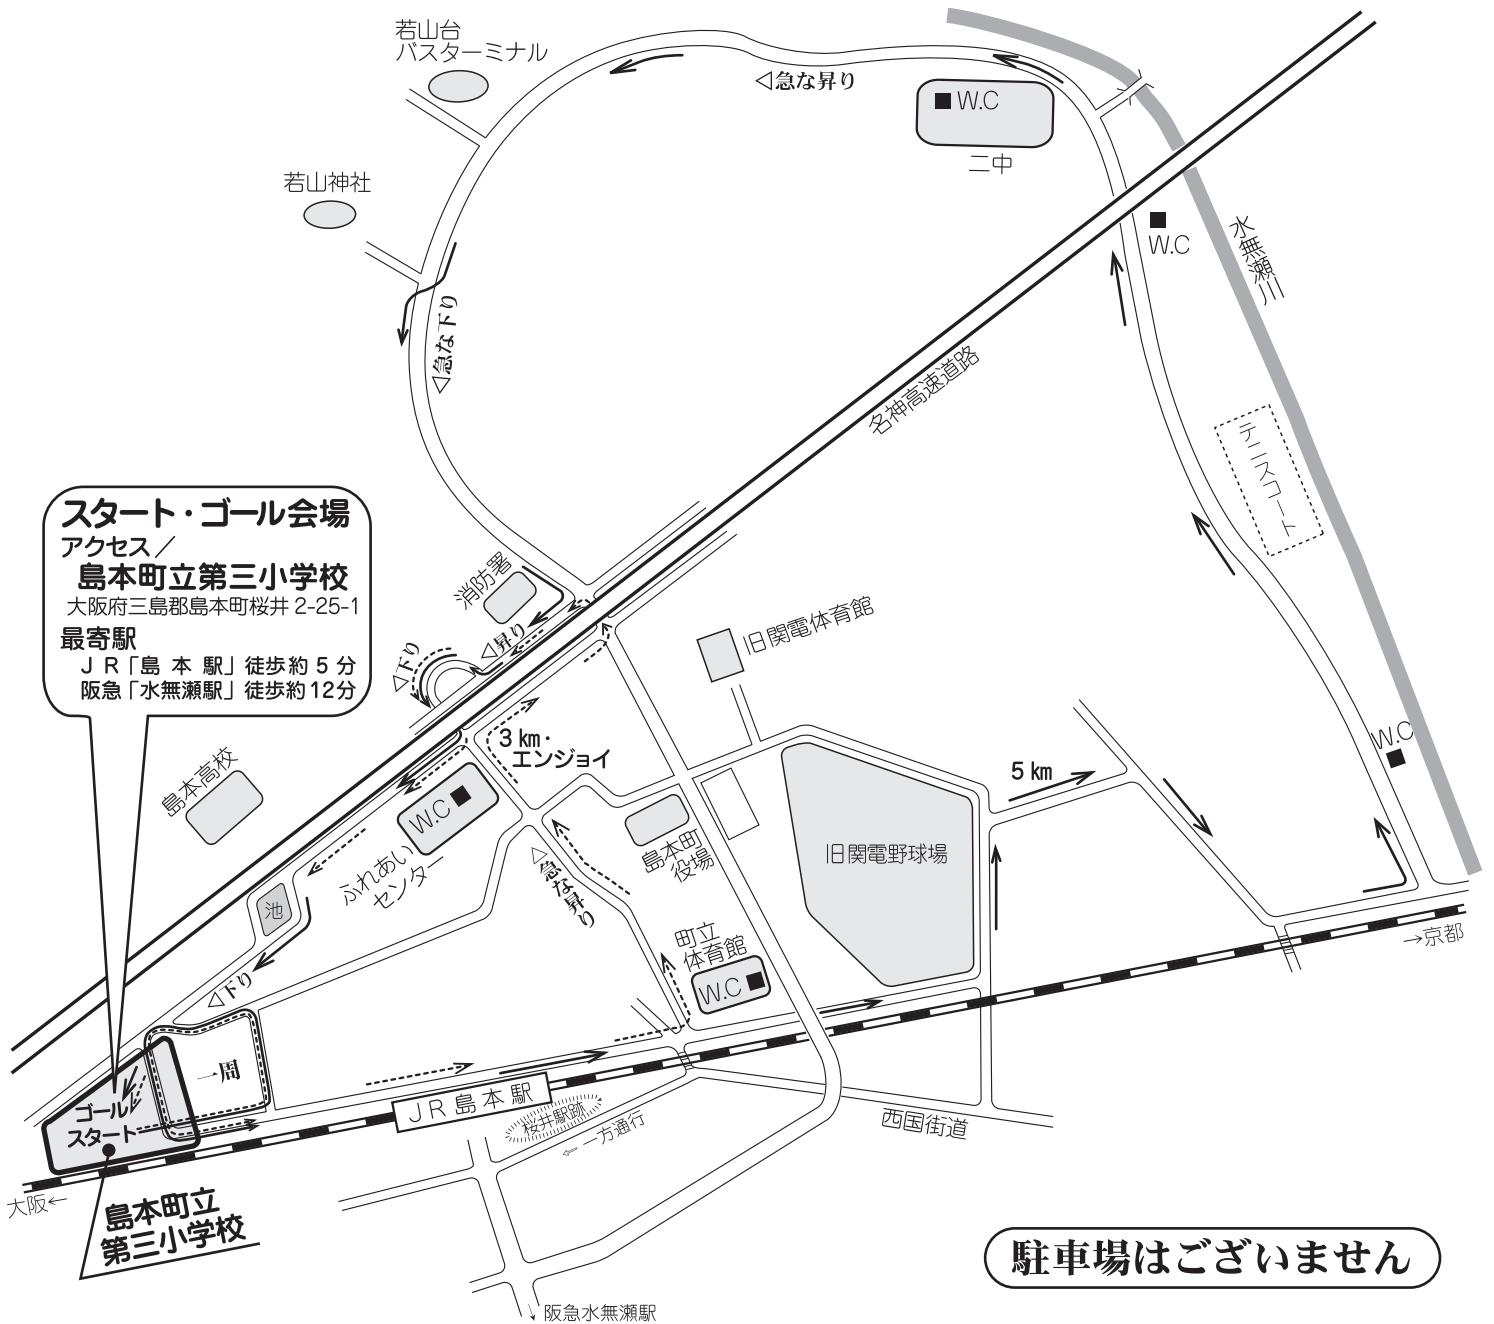 若山台
バスターミナル
若山神社
◁急な昇り
W.C
二中
W.C
水無瀬川
◁急な下り
名神高速道路
テニスコート
スタート・ゴール会場
アクセス／
島本町立第三小学校
大阪府三島郡島本町桜井 2-25-1
最寄駅
JR「島本駅」徒歩約5分
阪急「水無瀬駅」徒歩約12分
消防署
◁昇り
◁下り
旧関電体育館
島本高校
3km・
エンジョイ
W.C
ふれあい
センター
5km
W.C
島本町
役場
旧関電野球場
◁急な昇り
池
町立
体育館
W.C
→京都
◁下り
一周
ゴール
スタート
JR島本駅
桜井駅跡
←一方通行
西国街道
大阪←
島本町立
第三小学校
阪急水無瀬駅
駐車場はございません